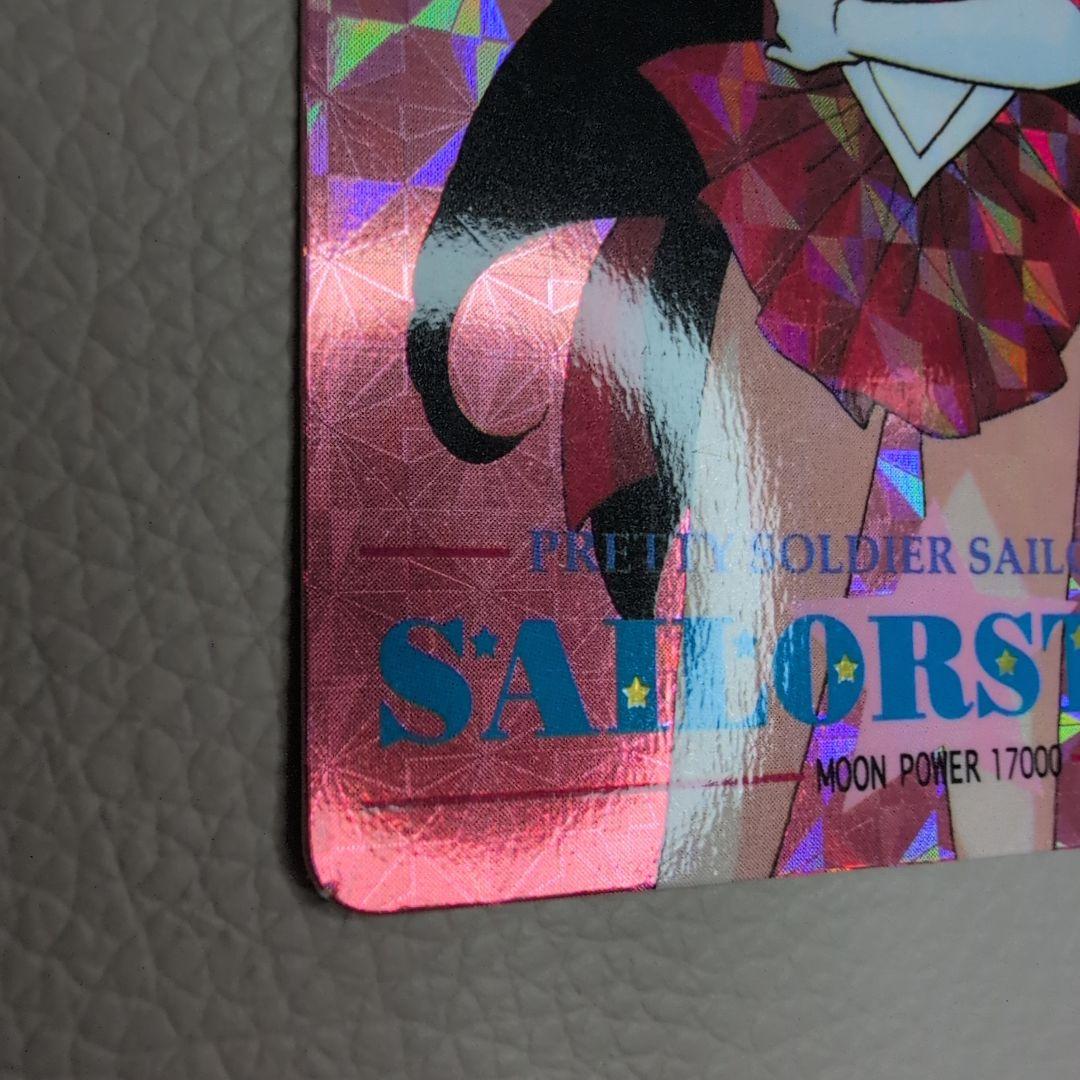 PRETTY SOLDIER SAILO
SAILORST
MOON POWER 17000